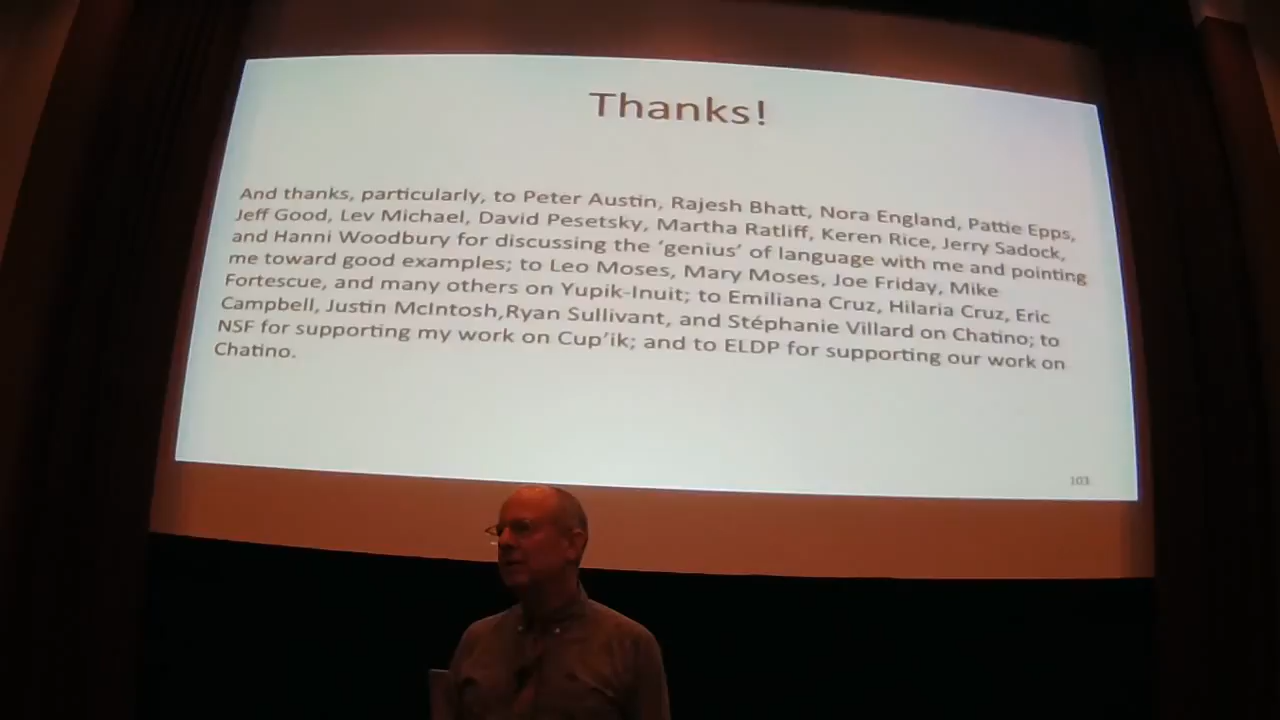 Thanks!
And thanks, particularly, to Peter Austin, Rajesh Bhatt, Nora England, Pattie Epps,
Jeff Good, Lev Michael, David Pesetsky, Martha Ratliff, Keren Rice, Jerry Sadock,
and Hanni Woodbury for discussing the ‘genius’ of language with me and pointing
me toward good examples; to Leo Moses, Mary Moses, Joe Friday, Mike
Fortescue, and many others on Yupik-Inuit; to Emiliana Cruz, Hilaria Cruz, Eric
Campbell, Justin McIntosh,Ryan Sullivant, and Stéphanie Villard on Chatino; to
NSF for supporting my work on Cup’ik; and to ELDP for supporting our work on
Chatino.
103